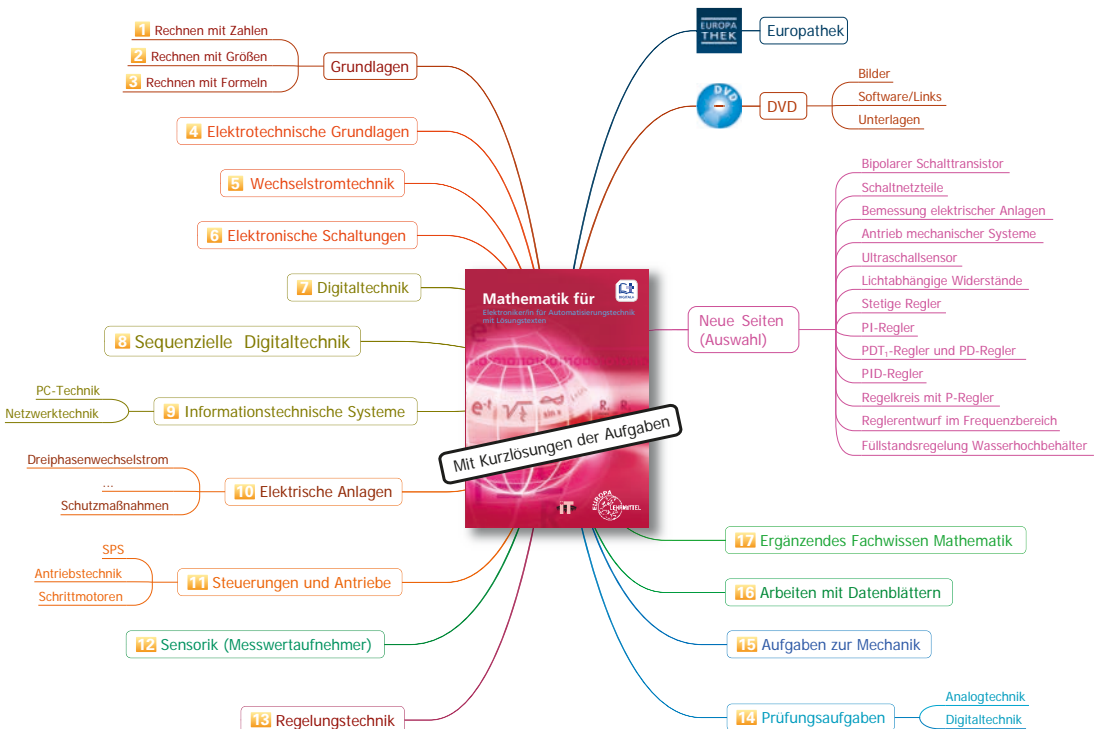 1 Rechnen mit Zahlen
2 Rechnen mit Größen
3 Rechnen mit Formeln
Grundlagen
4 Elektrotechnische Grundlagen
5 Wechselstromtechnik
6 Elektronische Schaltungen
7 Digitaltechnik
8 Sequenzielle Digitaltechnik
PC-Technik
Netzwerktechnik
9 Informationstechnische Systeme
Dreiphasenwechselstrom
...
Schutzmaßnahmen
10 Elektrische Anlagen
SPS
Antriebstechnik
Schrittmotoren
11 Steuerungen und Antriebe
12 Sensorik (Messwertaufnehmer)
13 Regelungstechnik
Mathematik für
Elektroniker/in für Automatisierungstechnik
mit Lösungstexten
DIGITAL+
Mit Kurzlösungen der Aufgaben
iT
EUROPA
LEHRMITTEL
EUROPA
THEK
Europathek
DVD
DVD
Bilder
Software/Links
Unterlagen
Neue Seiten
(Auswahl)
Bipolarer Schalttransistor
Schaltnetzteile
Bemessung elektrischer Anlagen
Antrieb mechanischer Systeme
Ultraschallsensor
Lichtabhängige Widerstände
Stetige Regler
PI-Regler
PDT₁-Regler und PD-Regler
PID-Regler
Regelkreis mit P-Regler
Reglerentwurf im Frequenzbereich
Füllstandsregelung Wasserhochbehälter
17 Ergänzendes Fachwissen Mathematik
16 Arbeiten mit Datenblättern
15 Aufgaben zur Mechanik
14 Prüfungsaufgaben
Analogtechnik
Digitaltechnik